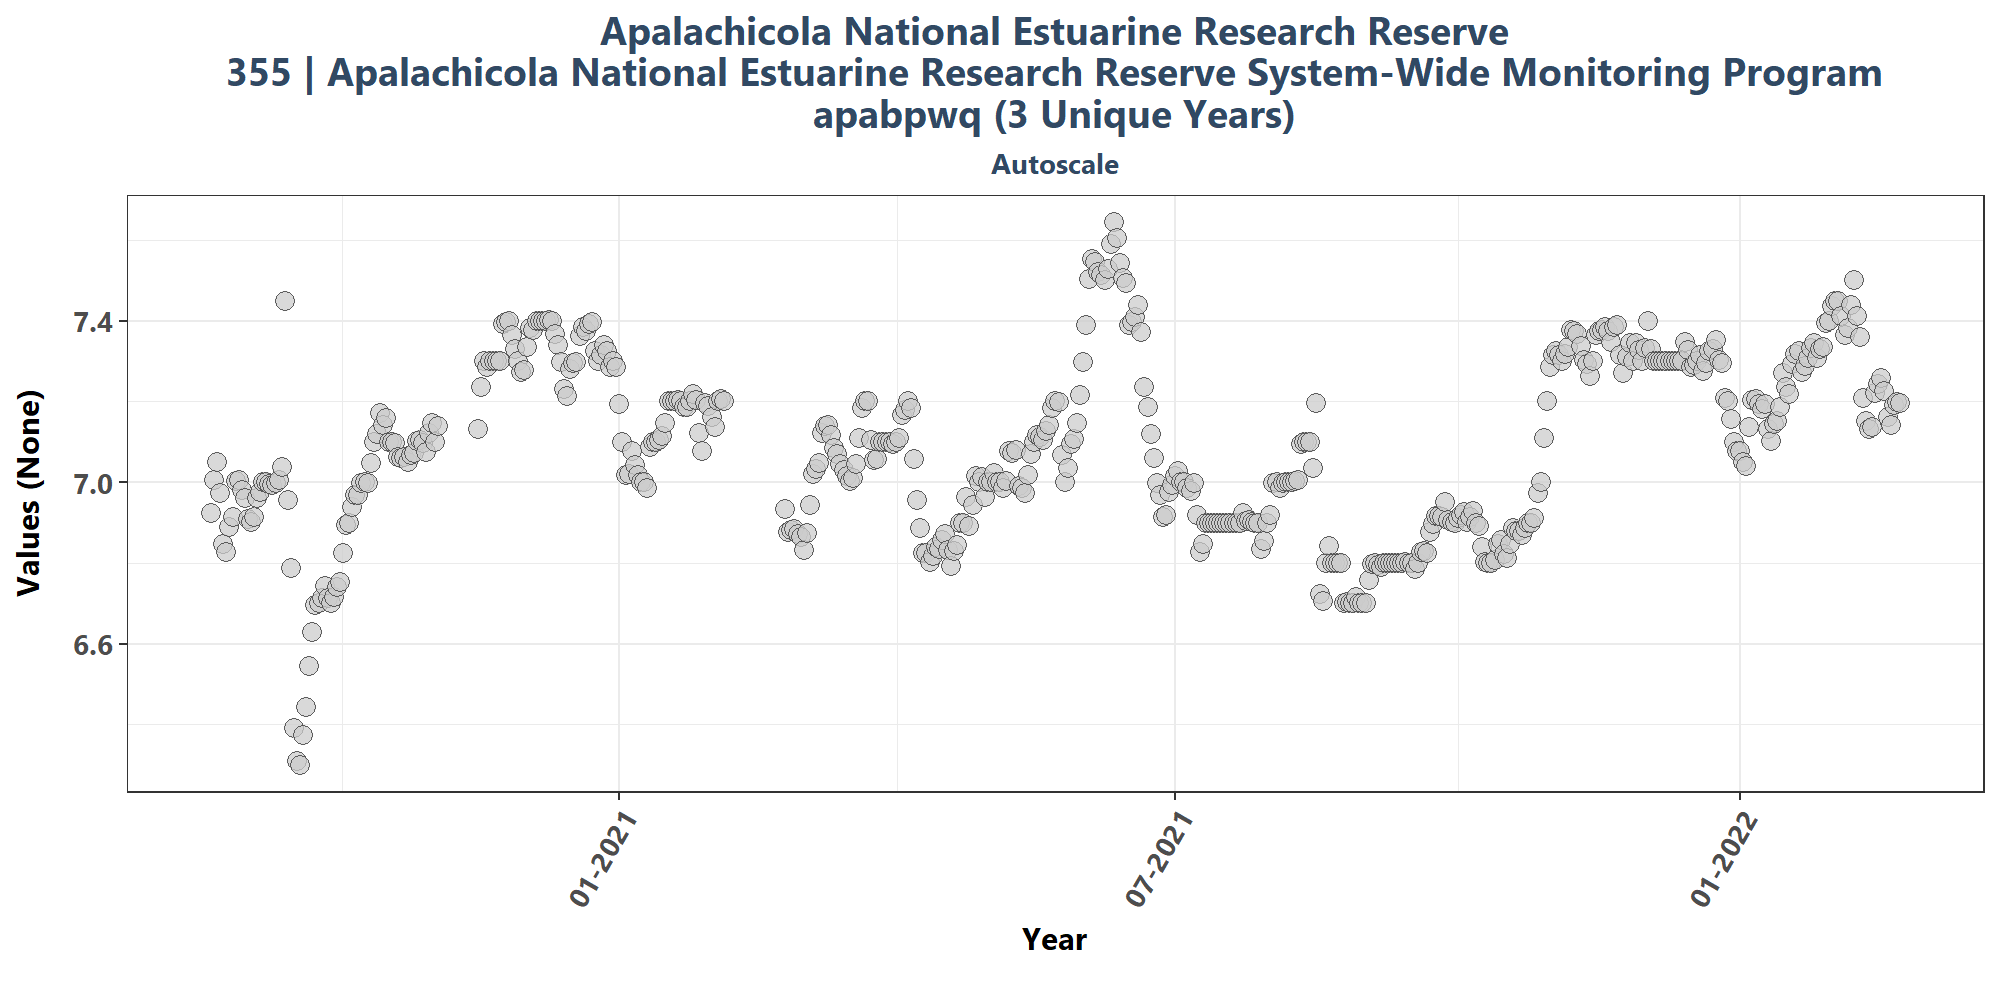 Apalachicola National Estuarine Research Reserve
355 | Apalachicola National Estuarine Research Reserve System-Wide Monitoring Program
apabpwq (3 Unique Years)
Autoscale
Values (None)
7.4
7.0
6.6
01-2021
07-2021
01-2022
Year